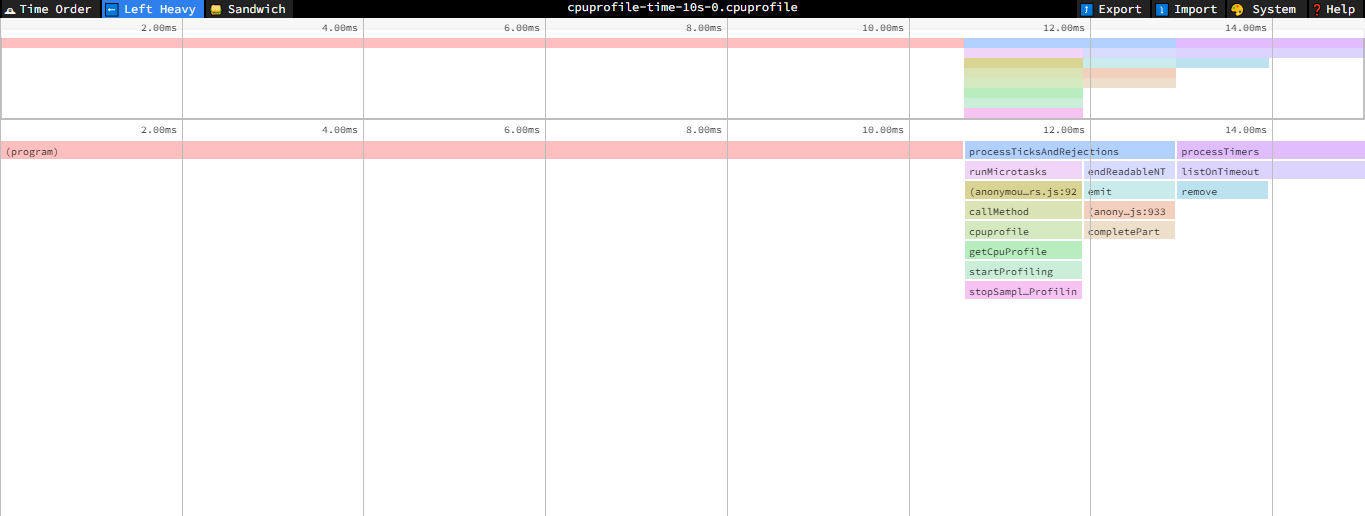 Time Order Left Heavy Sandwich cpuprofile-time-10s-0.cpuprofile Export Import System Help
2.00ms 4.00ms 6.00ms 8.00ms 10.00ms 12.00ms 14.00ms
2.00ms 4.00ms 6.00ms 8.00ms 10.00ms 12.00ms 14.00ms
(program) processTicksAndRejections processTimers
runMicrotasks endReadableNT listOnTimeout
(anonymou…rs.js:92 emit remove
callMethod (anony…js:933
cpuprofile completePart
getCpuProfile
startProfiling
stopSampl…Profilin